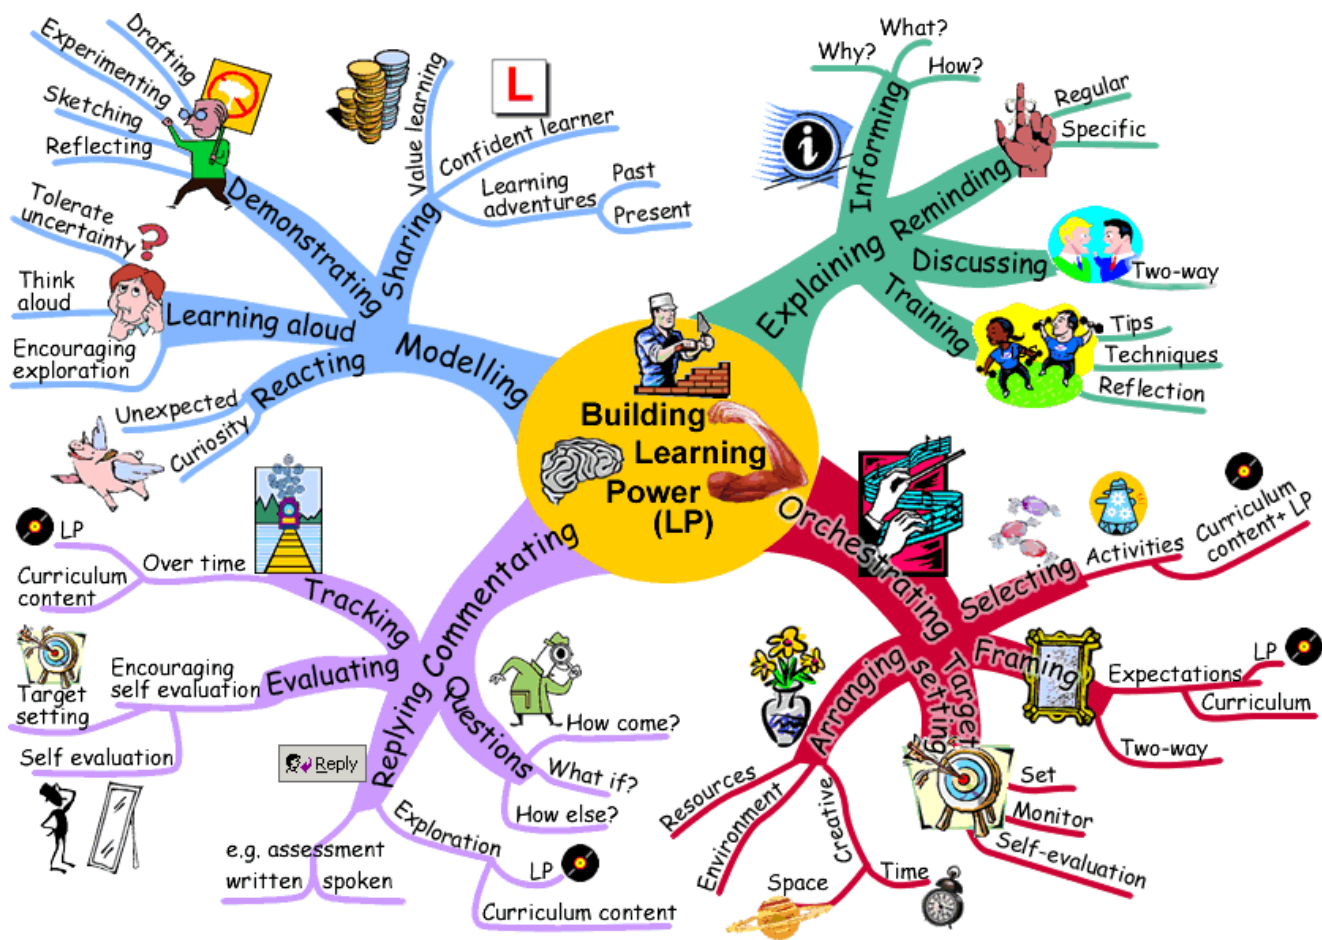 Building
Learning
Power
(LP)
Modelling
Demonstrating
Drafting
Experimenting
Sketching
Reflecting
Sharing
Value learning
L
Confident learner
Learning
adventures
Past
Present
Learning aloud
Tolerate
uncertainty
Think
aloud
Encouraging
exploration
Reacting
Unexpected
Curiosity
Explaining
Informing
Why?
What?
How?
i
Reminding
Regular
Specific
Discussing
Two-way
Training
Tips
Techniques
Reflection
Orchestrating
Selecting
Activities
Curriculum
content+ LP
Framing
Expectations
LP
Curriculum
Two-way
Target
setting
Set
Monitor
Self-evaluation
Arranging
Resources
Environment
Creative
Space
Time
Commentating
Tracking
Over time
LP
Curriculum
content
Evaluating
Encouraging
self evaluation
Target
setting
Self evaluation
Replying
Reply
e.g. assessment
written
spoken
Exploration
LP
Curriculum content
Questions
How come?
What if?
How else?